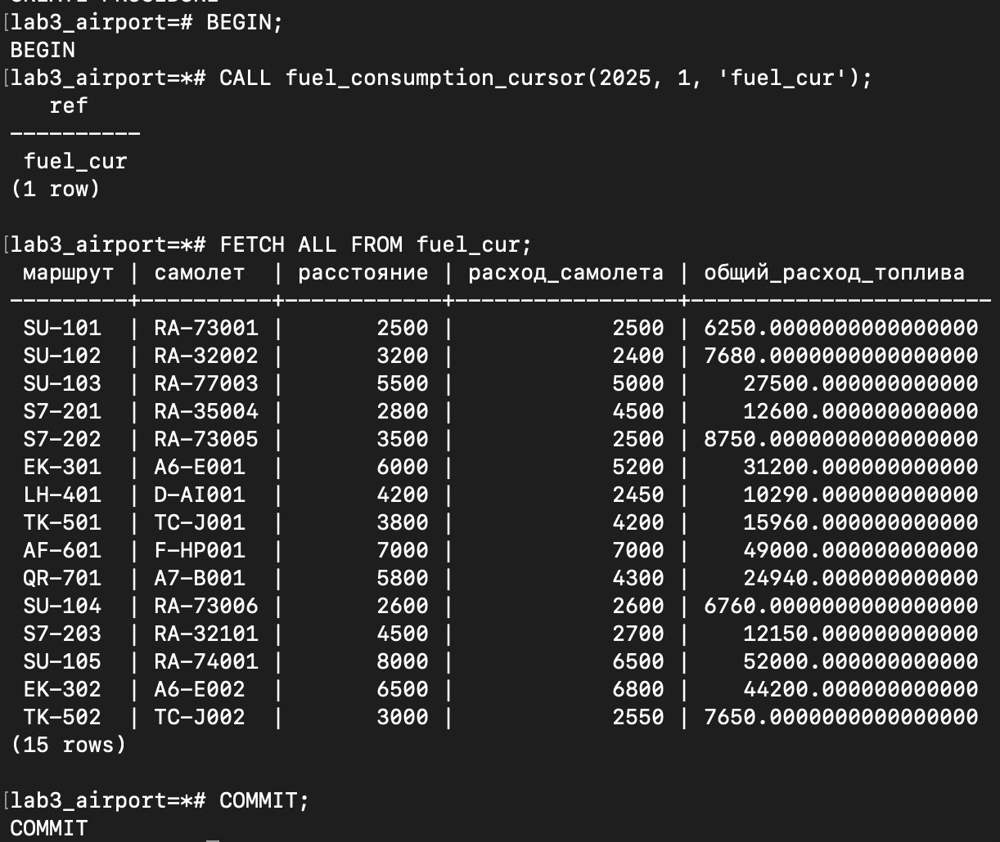 CREATE PROCEDURE
[lab3_airport=# BEGIN;
BEGIN
[lab3_airport=*# CALL fuel_consumption_cursor(2025, 1, 'fuel_cur');
   ref
----------
 fuel_cur
(1 row)
[lab3_airport=*# FETCH ALL FROM fuel_cur;
 маршрут | самолет  | расстояние | расход_самолета | общий_расход_топлива
---------+----------+------------+-----------------+-----------------------
 SU-101  | RA-73001 |       2500 |            2500 | 6250.0000000000000000
 SU-102  | RA-32002 |       3200 |            2400 | 7680.0000000000000000
 SU-103  | RA-77003 |       5500 |            5000 |    27500.000000000000
 S7-201  | RA-35004 |       2800 |            4500 |    12600.000000000000
 S7-202  | RA-73005 |       3500 |            2500 | 8750.0000000000000000
 EK-301  | A6-E001  |       6000 |            5200 |    31200.000000000000
 LH-401  | D-AI001  |       4200 |            2450 |    10290.000000000000
 TK-501  | TC-J001  |       3800 |            4200 |    15960.000000000000
 AF-601  | F-HP001  |       7000 |            7000 |    49000.000000000000
 QR-701  | A7-B001  |       5800 |            4300 |    24940.000000000000
 SU-104  | RA-73006 |       2600 |            2600 | 6760.0000000000000000
 S7-203  | RA-32101 |       4500 |            2700 |    12150.000000000000
 SU-105  | RA-74001 |       8000 |            6500 |    52000.000000000000
 EK-302  | A6-E002  |       6500 |            6800 |    44200.000000000000
 TK-502  | TC-J002  |       3000 |            2550 | 7650.0000000000000000
(15 rows)
[lab3_airport=*# COMMIT;
COMMIT